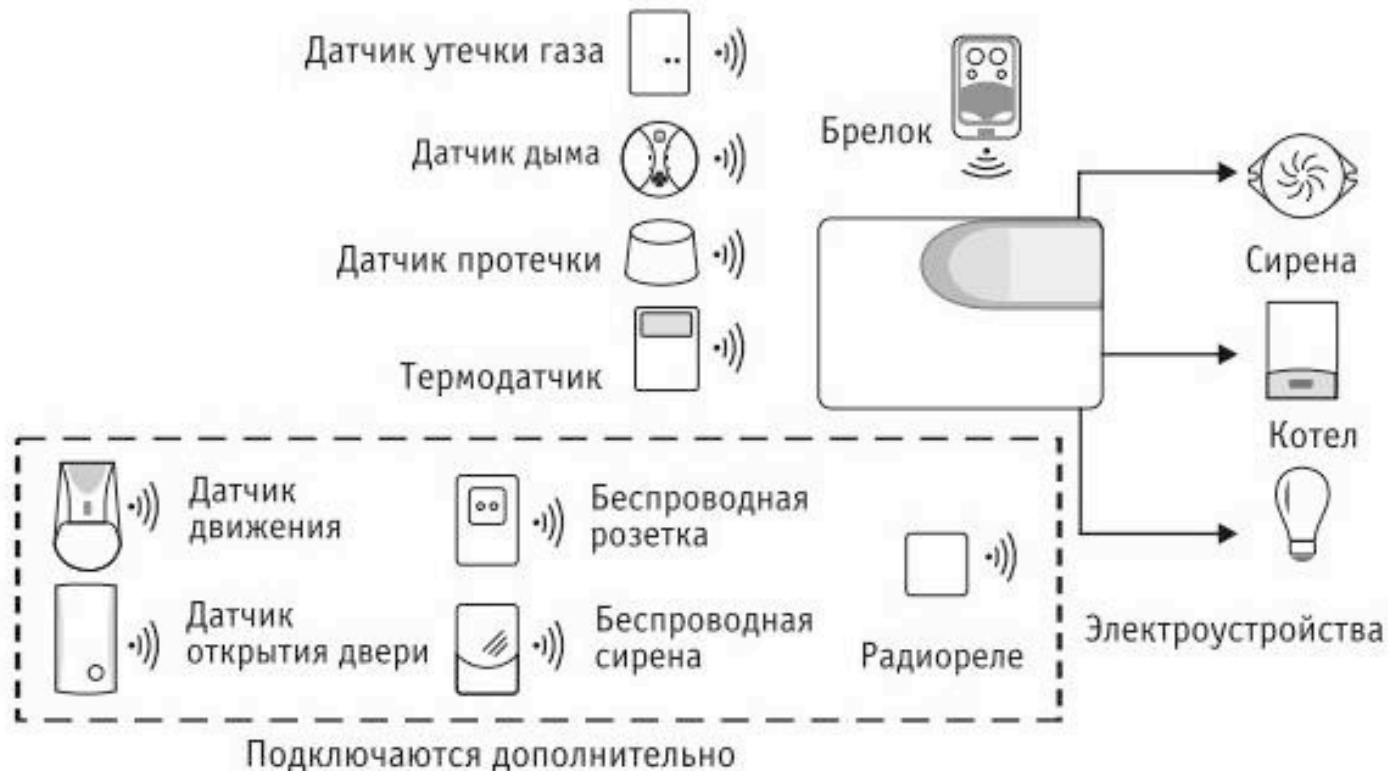 Датчик утечки газа
Брелок
Датчик дыма
Датчик протечки
Сирена
Термодатчик
Котел
Датчик
движения
Беспроводная
розетка
Датчик
открытия двери
Беспроводная
сирена
Радиореле
Электроустройства
Подключаются дополнительно